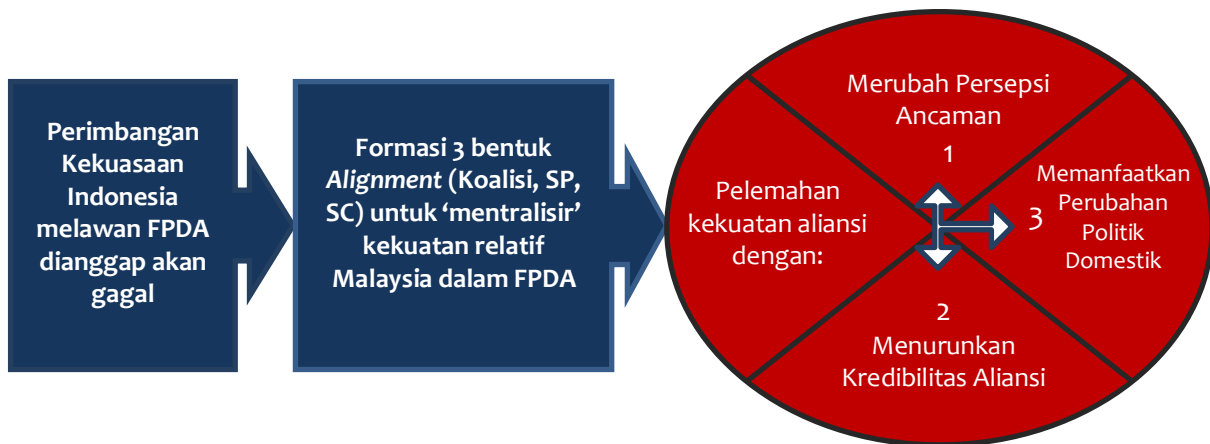 Perimbangan
Kekuasaan
Indonesia
melawan FPDA
dianggap akan
gagal
Formasi 3 bentuk
Alignment (Koalisi, SP,
SC) untuk ‘mentralisir’
kekuatan relatif
Malaysia dalam FPDA
Pelemahan
kekuatan aliansi
dengan:
Merubah Persepsi
Ancaman
1
2
Menurunkan
Kredibilitas Aliansi
3
Memanfaatkan
Perubahan
Politik
Domestik